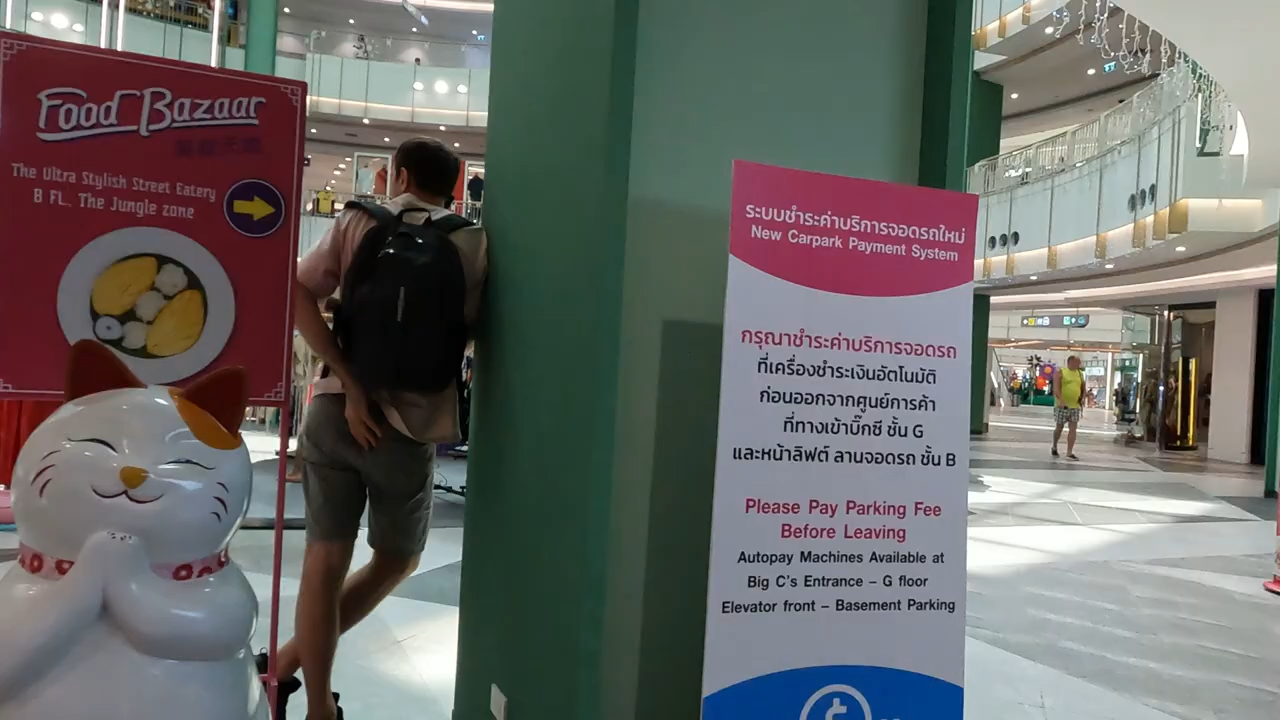 Food Bazaar
The Ultra Stylish Street Eatery
B FL. The Jungle zone
ระบบชำระค่าบริการจอดรถใหม่
New Carpark Payment System
กรุณาชำระค่าบริการจอดรถ
ที่เครื่องชำระเงินอัตโนมัติ
ก่อนออกจากศูนย์การค้า
ที่ทางเข้าบิ๊กซี ชั้น G
และหน้าลิฟต์ ลานจอดรถ ชั้น B
Please Pay Parking Fee
Before Leaving
Autopay Machines Available at
Big C's Entrance – G floor
Elevator front – Basement Parking